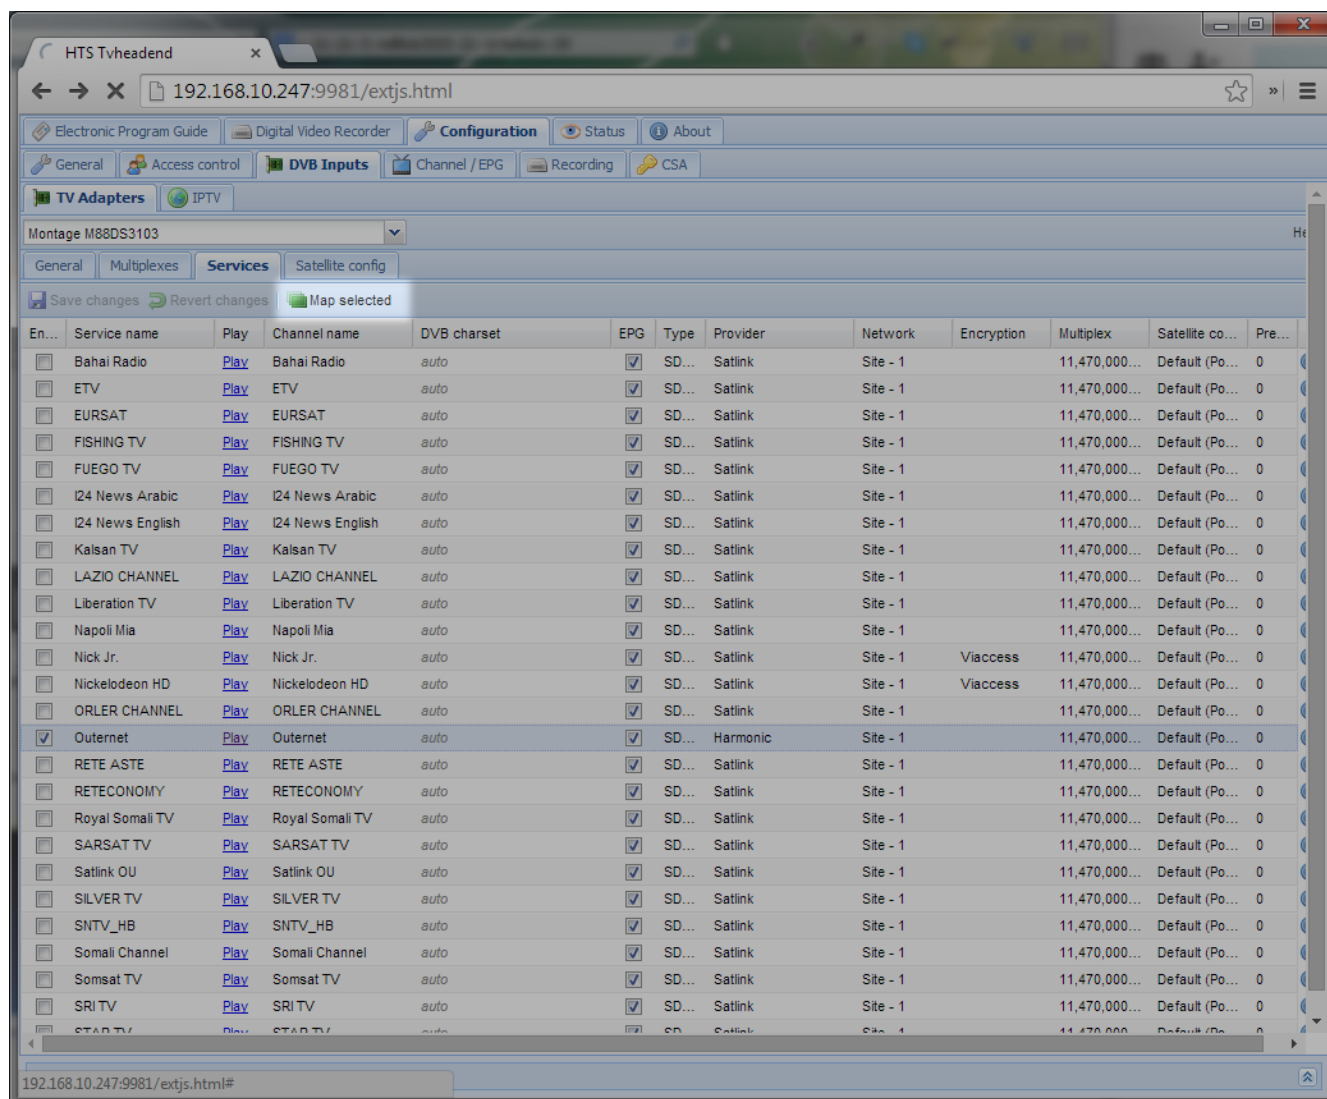 HTS Tvheadend
192.168.10.247:9981/extjs.html
Electronic Program Guide Digital Video Recorder Configuration Status About
General Access control DVB Inputs Channel / EPG Recording CSA
TV Adapters IPTV
Montage M88DS3103 He
General Multiplexes Services Satellite config
Save changes Revert changes Map selected
En... Service name Play Channel name DVB charset EPG Type Provider Network Encryption Multiplex Satellite co... Pre...
Bahai Radio Play Bahai Radio auto SD... Satlink Site - 1 11,470,000... Default (Po... 0
ETV Play ETV auto SD... Satlink Site - 1 11,470,000... Default (Po... 0
EURSAT Play EURSAT auto SD... Satlink Site - 1 11,470,000... Default (Po... 0
FISHING TV Play FISHING TV auto SD... Satlink Site - 1 11,470,000... Default (Po... 0
FUEGO TV Play FUEGO TV auto SD... Satlink Site - 1 11,470,000... Default (Po... 0
I24 News Arabic Play I24 News Arabic auto SD... Satlink Site - 1 11,470,000... Default (Po... 0
I24 News English Play I24 News English auto SD... Satlink Site - 1 11,470,000... Default (Po... 0
Kalsan TV Play Kalsan TV auto SD... Satlink Site - 1 11,470,000... Default (Po... 0
LAZIO CHANNEL Play LAZIO CHANNEL auto SD... Satlink Site - 1 11,470,000... Default (Po... 0
Liberation TV Play Liberation TV auto SD... Satlink Site - 1 11,470,000... Default (Po... 0
Napoli Mia Play Napoli Mia auto SD... Satlink Site - 1 11,470,000... Default (Po... 0
Nick Jr. Play Nick Jr. auto SD... Satlink Site - 1 Viaccess 11,470,000... Default (Po... 0
Nickelodeon HD Play Nickelodeon HD auto SD... Satlink Site - 1 Viaccess 11,470,000... Default (Po... 0
ORLER CHANNEL Play ORLER CHANNEL auto SD... Satlink Site - 1 11,470,000... Default (Po... 0
Outernet Play Outernet auto SD... Harmonic Site - 1 11,470,000... Default (Po... 0
RETE ASTE Play RETE ASTE auto SD... Satlink Site - 1 11,470,000... Default (Po... 0
RETECONOMY Play RETECONOMY auto SD... Satlink Site - 1 11,470,000... Default (Po... 0
Royal Somali TV Play Royal Somali TV auto SD... Satlink Site - 1 11,470,000... Default (Po... 0
SARSAT TV Play SARSAT TV auto SD... Satlink Site - 1 11,470,000... Default (Po... 0
Satlink OU Play Satlink OU auto SD... Satlink Site - 1 11,470,000... Default (Po... 0
SILVER TV Play SILVER TV auto SD... Satlink Site - 1 11,470,000... Default (Po... 0
SNTV_HB Play SNTV_HB auto SD... Satlink Site - 1 11,470,000... Default (Po... 0
Somali Channel Play Somali Channel auto SD... Satlink Site - 1 11,470,000... Default (Po... 0
Somsat TV Play Somsat TV auto SD... Satlink Site - 1 11,470,000... Default (Po... 0
SRI TV Play SRI TV auto SD... Satlink Site - 1 11,470,000... Default (Po... 0
STAR TV Play STAR TV auto SD... Satlink Site - 1 11,470,000... Default (Po... 0
192.168.10.247:9981/extjs.html#